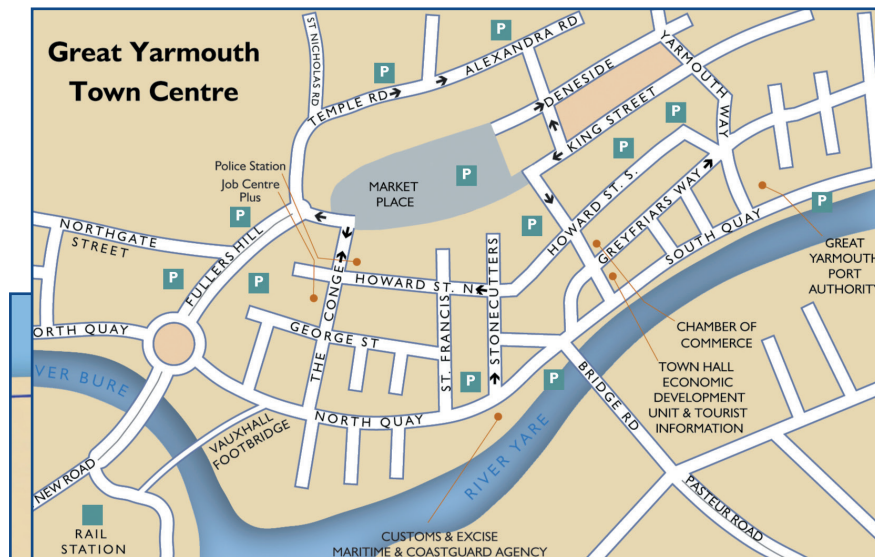 Great Yarmouth
Town Centre
ST NICHOLAS RD
TEMPLE RD
ALEXANDRA RD
DENESIDE
YARMOUTH WAY
KING STREET
P
P
P
P
P
P
P
P
P
P
P
P
P
P
Police Station
Job Centre
Plus
MARKET
PLACE
NORTHGATE
STREET
FULLERS HILL
HOWARD ST. S.
GREYFRIARS WAY
SOUTH QUAY
GREAT
YARMOUTH
PORT
AUTHORITY
THE CONGE
HOWARD ST. N
STONECUTTERS
ST. FRANCIS
GEORGE ST
ORTH QUAY
VER BURE
CHAMBER OF
COMMERCE
TOWN HALL
ECONOMIC
DEVELOPMENT
UNIT & TOURIST
INFORMATION
BRIDGE RD
NORTH QUAY
VAUXHALL
FOOTBRIDGE
NEW ROAD
RIVER YARE
PASTEUR ROAD
RAIL
STATION
CUSTOMS & EXCISE
MARITIME & COASTGUARD AGENCY